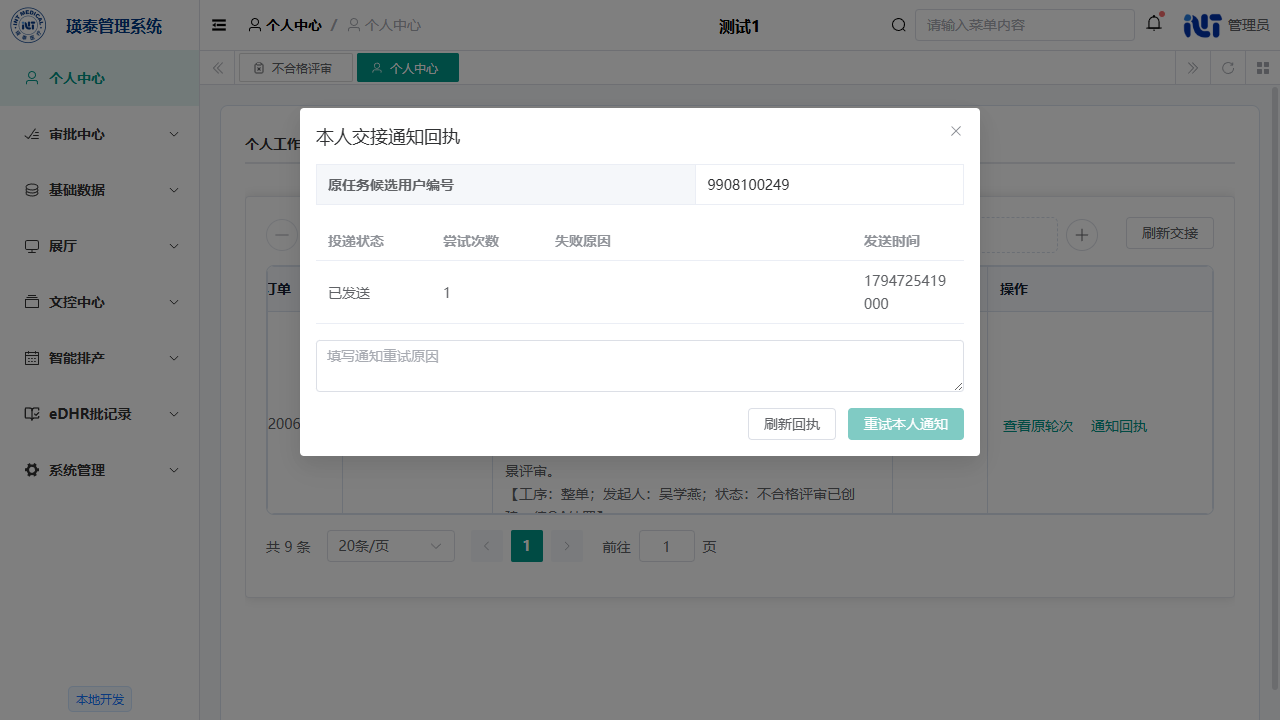 瑛泰管理系统
个人中心 / 个人中心
测试1
请输入菜单内容
管理员
不合格评审
个人中心
个人中心
审批中心
基础数据
展厅
文控中心
智能排产
eDHR批记录
系统管理
本地开发
个人工作
刷新交接
订单
操作
2006
查看原轮次 通知回执
景评审。
【工序：整单；发起人：吴学燕；状态：不合格评审已创
共 9 条
20条/页
1
前往 1 页
本人交接通知回执
原任务候选用户编号 9908100249
投递状态 尝试次数 失败原因 发送时间
已发送 1 1794725419
000
填写通知重试原因
刷新回执 重试本人通知